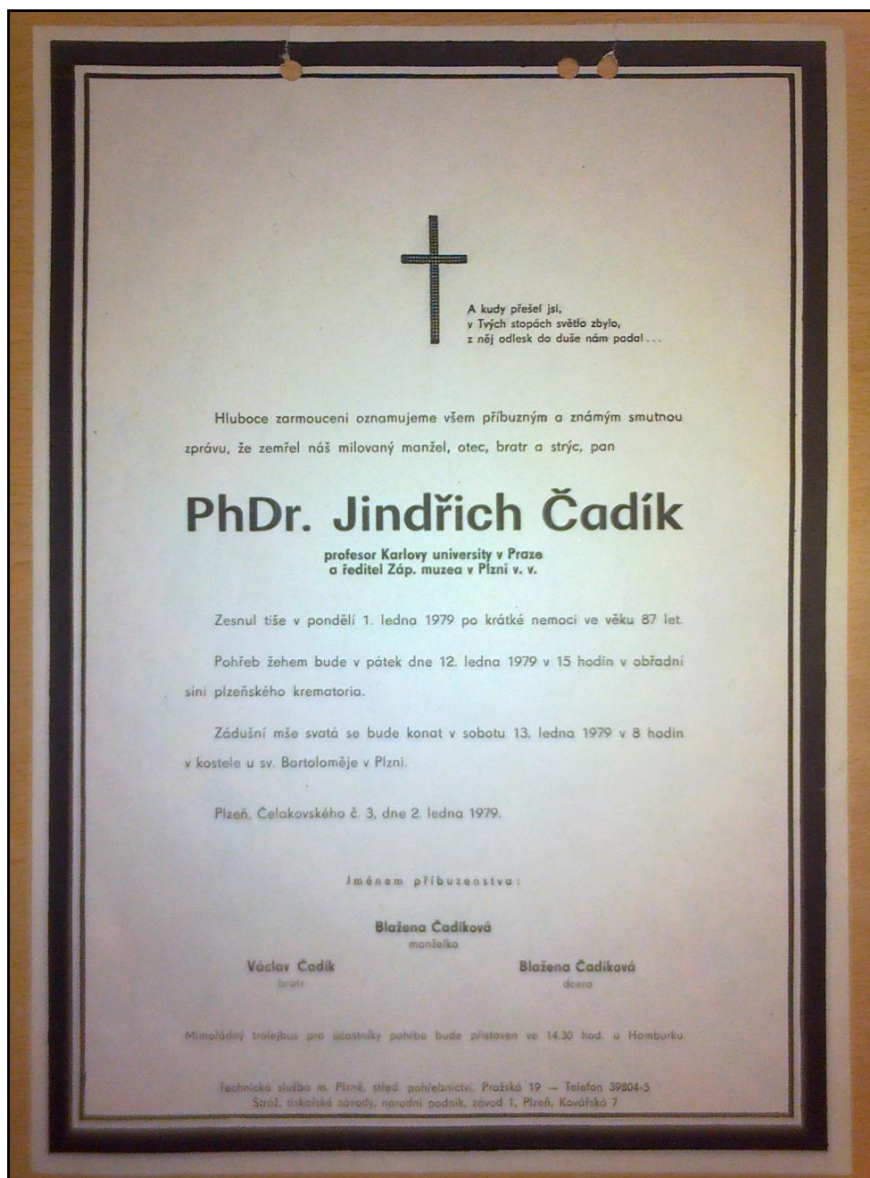 A kudy přešel jsi,
v Tvých stopách světlo zbylo,
z něj odlesk do duše nám padal...
Hluboce zarmouceni oznamujeme všem příbuzným a známým smutnou
zprávu, že zemřel náš milovaný manžel, otec, bratr a strýc, pan
PhDr. Jindřich Čadík
profesor Karlovy university v Praze
a ředitel Záp. muzea v Plzni v. v.
Zesnul tiše v pondělí 1. ledna 1979 po krátké nemoci ve věku 87 let.
Pohřeb žehem bude v pátek dne 12. ledna 1979 v 15 hodin v obřadní
síni plzeňského krematoria.
Zádušní mše svatá se bude konat v sobotu 13. ledna 1979 v 8 hodin
v kostele u sv. Bartoloměje v Plzni.
Plzeň, Čelakovského č. 3, dne 2. ledna 1979.
Jménem příbuzenstva:
Blažena Čadíková
manželka
Václav Čadík
bratr
Blažena Čadíková
dcera
Mimořádný trolejbus pro účastníky pohřbu bude přistaven ve 14.30 hod. u Hamburku
Technické služby m. Plzně, střed. pohřebnictví, Pražská 19 — Telefon 39804-5
Stráž, tiskařské závody, národní podnik, závod 1, Plzeň, Kovářská 7